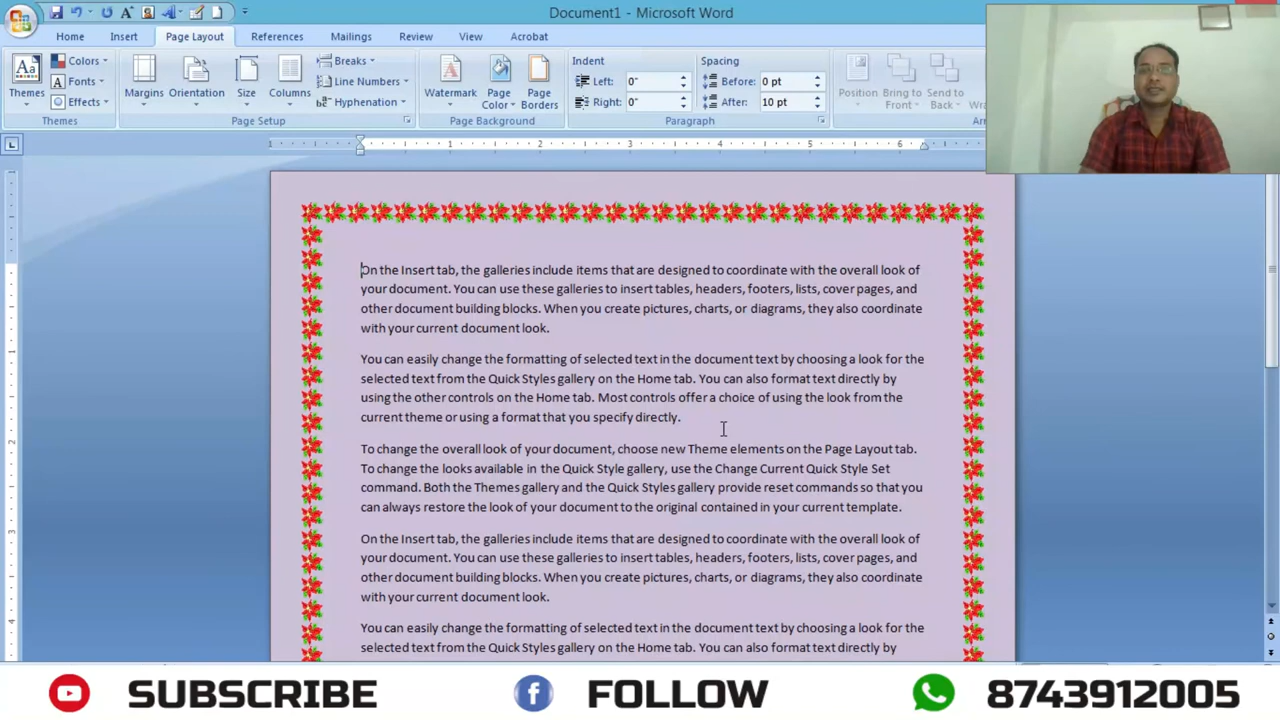 Document1 - Microsoft Word
Home Insert Page Layout References Mailings Review View Acrobat
Themes Colors Fonts Effects
Margins Orientation Size Columns Breaks Line Numbers Hyphenation
Watermark Page Color Page Borders
Indent Spacing
Left: 0" Before: 0 pt
Right: 0" After: 10 pt
Position Bring to Front Send to Back
Themes Page Setup Page Background Paragraph
1 1 2 3 4 5 6
On the Insert tab, the galleries include items that are designed to coordinate with the overall look of
your document. You can use these galleries to insert tables, headers, footers, lists, cover pages, and
other document building blocks. When you create pictures, charts, or diagrams, they also coordinate
with your current document look.
You can easily change the formatting of selected text in the document text by choosing a look for the
selected text from the Quick Styles gallery on the Home tab. You can also format text directly by
using the other controls on the Home tab. Most controls offer a choice of using the look from the
current theme or using a format that you specify directly.
To change the overall look of your document, choose new Theme elements on the Page Layout tab.
To change the looks available in the Quick Style gallery, use the Change Current Quick Style Set
command. Both the Themes gallery and the Quick Styles gallery provide reset commands so that you
can always restore the look of your document to the original contained in your current template.
On the Insert tab, the galleries include items that are designed to coordinate with the overall look of
your document. You can use these galleries to insert tables, headers, footers, lists, cover pages, and
other document building blocks. When you create pictures, charts, or diagrams, they also coordinate
with your current document look.
You can easily change the formatting of selected text in the document text by choosing a look for the
selected text from the Quick Styles gallery on the Home tab. You can also format text directly by
SUBSCRIBE FOLLOW 8743912005